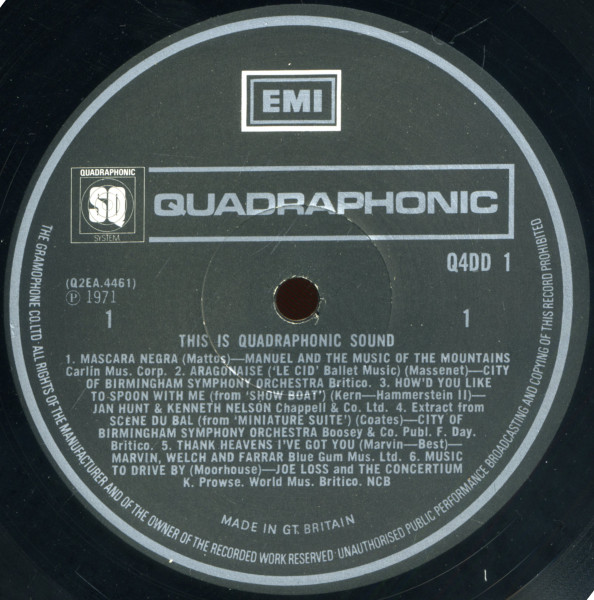 EMI
QUADRAPHONIC
SQ
SYSTEM
QUADRAPHONIC
Q4DD 1
(Q2EA.4461)
Ⓟ 1971
1
1
THIS IS QUADRAPHONIC SOUND
1. MASCARA NEGRA (Mattos)—MANUEL AND THE MUSIC OF THE MOUNTAINS
Carlin Mus. Corp. 2. ARAGONAISE ('LE CID' Ballet Music) (Massenet)—CITY
OF BIRMINGHAM SYMPHONY ORCHESTRA Britico. 3. HOW'D YOU LIKE
TO SPOON WITH ME (from 'SHOW BOAT') (Kern—Hammerstein II)—
JAN HUNT & KENNETH NELSON Chappell & Co. Ltd. 4. Extract from
SCENE DU BAL (from 'MINIATURE SUITE') (Coates)—CITY OF
BIRMINGHAM SYMPHONY ORCHESTRA Boosey & Co. Publ. F. Day.
Britico. 5. THANK HEAVENS I'VE GOT YOU (Marvin—Best)—
MARVIN, WELCH AND FARRAR Blue Gum Mus. Ltd. 6. MUSIC
TO DRIVE BY (Moorhouse)—JOE LOSS and THE CONCERTIUM
K. Prowse. World Mus. Britico. NCB
MADE IN GT. BRITAIN
THE GRAMOPHONE CO.LTD. ALL RIGHTS OF THE MANUFACTURER AND OF THE OWNER OF THE RECORDED WORK RESERVED · UNAUTHORISED PUBLIC PERFORMANCE BROADCASTING AND COPYING OF THIS RECORD PROHIBITED